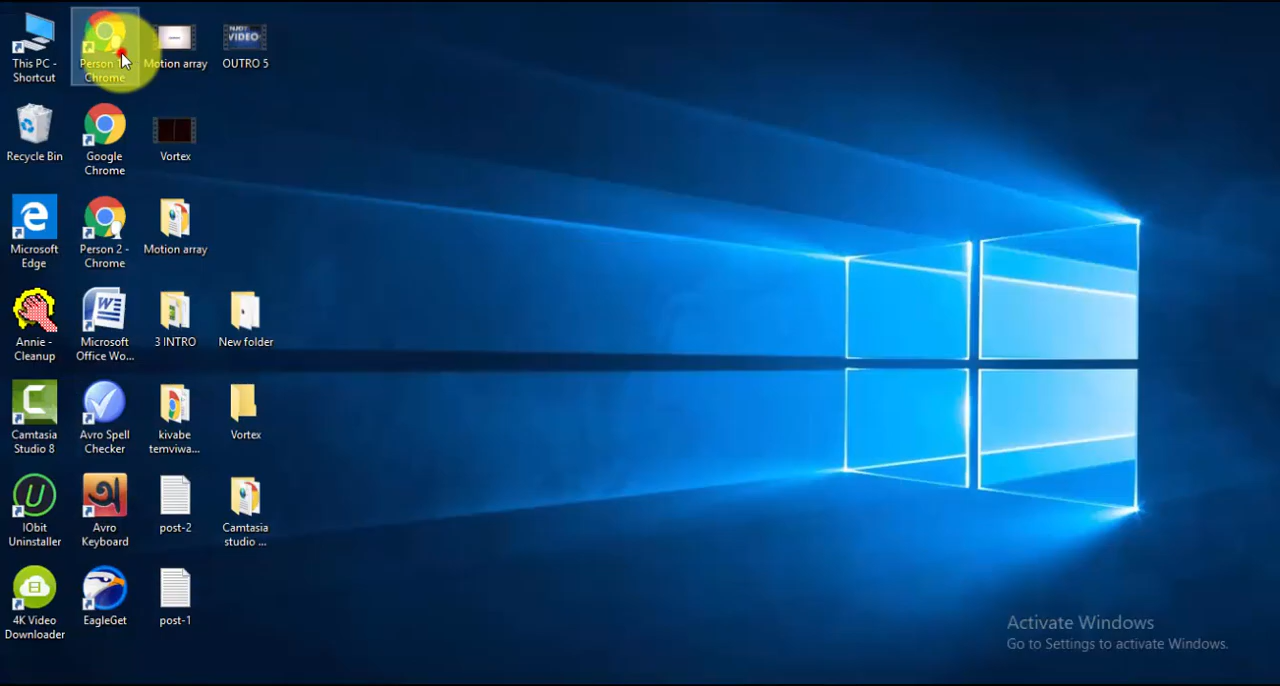 This PC -
Shortcut
Person 1 -
Chrome
Motion array
ENJOY
VIDEO
OUTRO 5
Recycle Bin
Google
Chrome
Vortex
Microsoft
Edge
Person 2 -
Chrome
Motion array
Annie -
Cleanup
W
Microsoft
Office Wo...
3 INTRO
New folder
Camtasia
Studio 8
Avro Spell
Checker
kivabe
temviwa...
Vortex
IObit
Uninstaller
অ
Avro
Keyboard
post-2
Camtasia
studio ...
4K Video
Downloader
EagleGet
post-1
Activate Windows
Go to Settings to activate Windows.